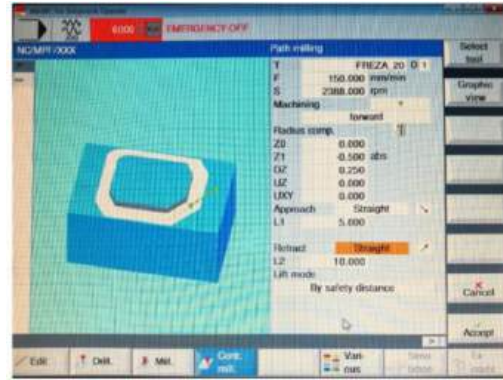 6000
EMERGENCY OFF
NC/MPF/XXX
Path milling
Select
tool
T FREZA_20 D 1
F 150.000 mm/min
S 2388.000 rpm
Graphic
view
Machining
forward
Radius comp.
Z0 0.000
Z1 -0.500 abs
DZ 0.250
UZ 0.000
UXY 0.000
Approach Straight
L1 5.000
Retract Straight
L2 10.000
Lift mode
By safety distance
Cancel
Accept
Edit
Drill.
Mill.
Cont.
mill.
Vari-
ous